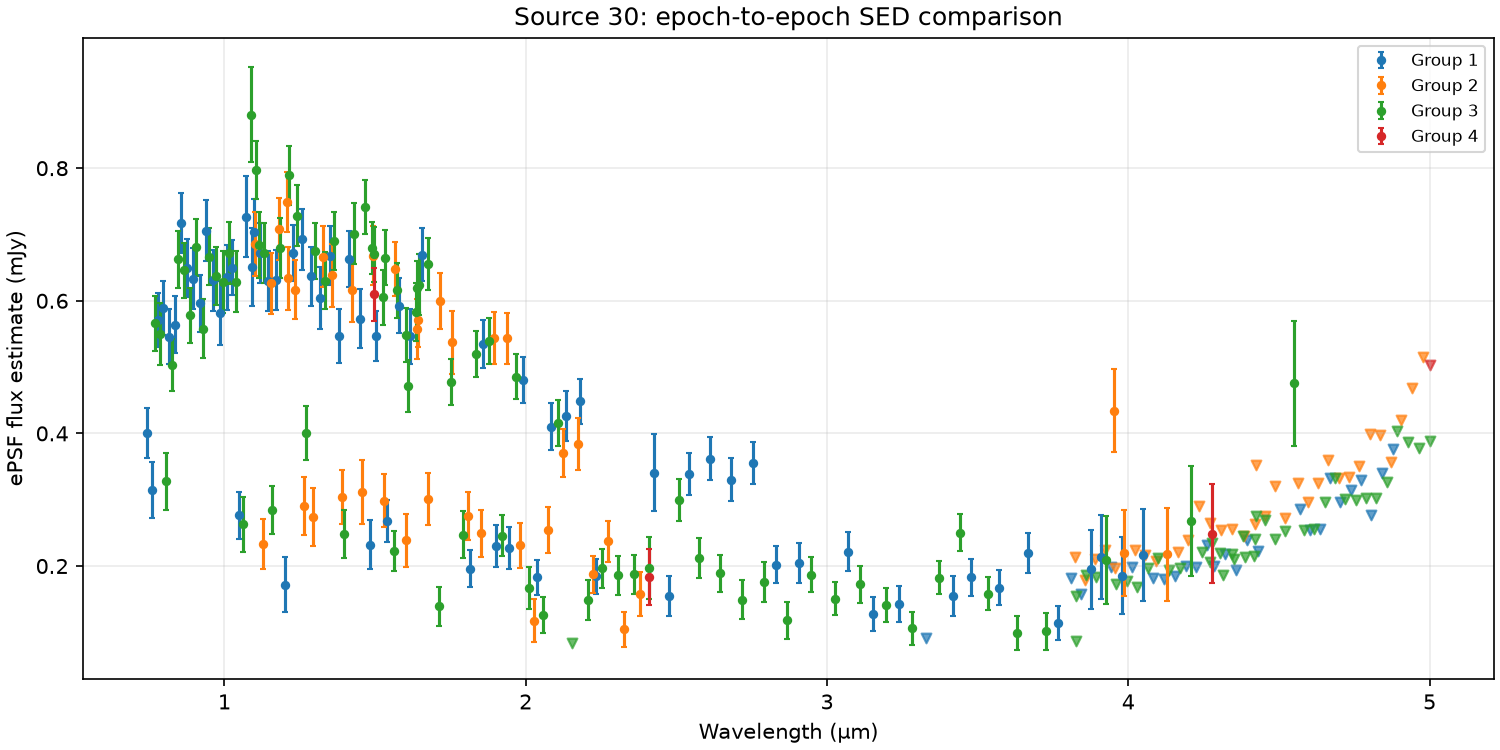 Source 30: epoch-to-epoch SED comparison
Group 1
Group 2
Group 3
Group 4
ePSF flux estimate (mJy)
0.8
0.6
0.4
0.2
1 2 3 4 5
Wavelength (μm)